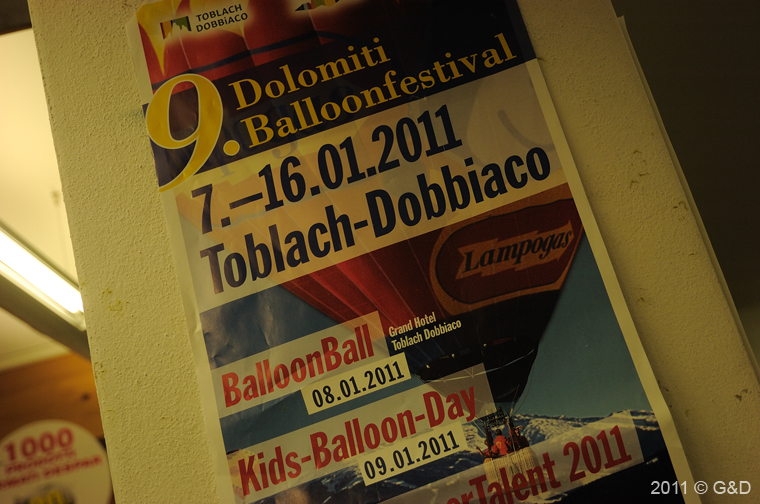 TOBLACH
DOBBIACO
9. Dolomiti
Balloonfestival
7.–16.01.2011
Toblach-Dobbiaco
Lampogas
BalloonBall
Grand Hotel
Toblach Dobbiaco
08.01.2011
Kids-Balloon-Day
09.01.2011
Talent 2011
1000
2011 © G&D